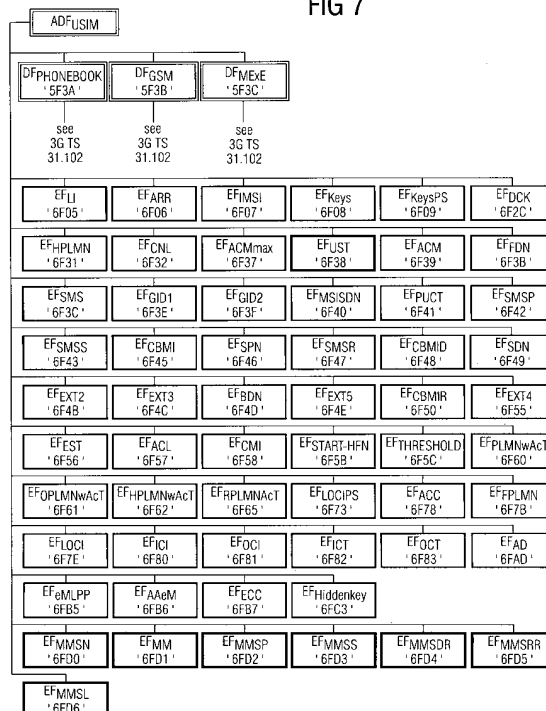 FIG 7
ADFUSIM
DFPHONEBOOK DFGSM DFMExE
'5F3A' '5F3B' '5F3C'
see see see
3G TS 3G TS 3G TS
31.102 31.102 31.102
EFLI EFARR EFIMSI EFKeys EFKeysPS EFDCK
'6F05' '6F06' '6F07' '6F08' '6F09' '6F2C'
EFHPLMN EFCNL EFACMmax EFUST EFACM EFFDN
'6F31' '6F32' '6F37' '6F38' '6F39' '6F3B'
EFSMS EFGID1 EFGID2 EFMSISDN EFPUCT EFSMSP
'6F3C' '6F3E' '6F3F' '6F40' '6F41' '6F42'
EFSMSS EFCBMI EFSPN EFSMSR EFCBMID EFSDN
'6F43' '6F45' '6F46' '6F47' '6F48' '6F49'
EFEXT2 EFEXT3 EFBDN EFEXT5 EFCBMIR EFEXT4
'6F4B' '6F4C' '6F4D' '6F4E' '6F50' '6F55'
EFEST EFACL EFCMI EFSTART-HFN EFTHRESHOLD EFPLMNwAcT
'6F56' '6F57' '6F58' '6F5B' '6F5C' '6F60'
EFOPLMNwAcT EFHPLMNwAcT EFRPLMNAcT EFLOCIPS EFACC EFFPLMN
'6F61' '6F62' '6F65' '6F73' '6F78' '6F7B'
EFLOCI EFICI EFOCI EFICT EFOCT EFAD
'6F7E' '6F80' '6F81' '6F82' '6F83' '6FAD'
EFeMLPP EFAAeM EFECC EFHiddenkey
'6FB5' '6FB6' '6FB7' '6FC3'
EFMMSN EFMM EFMMSP EFMMSS EFMMSDR EFMMSRR
'6FD0' '6FD1' '6FD2' '6FD3' '6FD4' '6FD5'
EFMMSL
'6FD6'